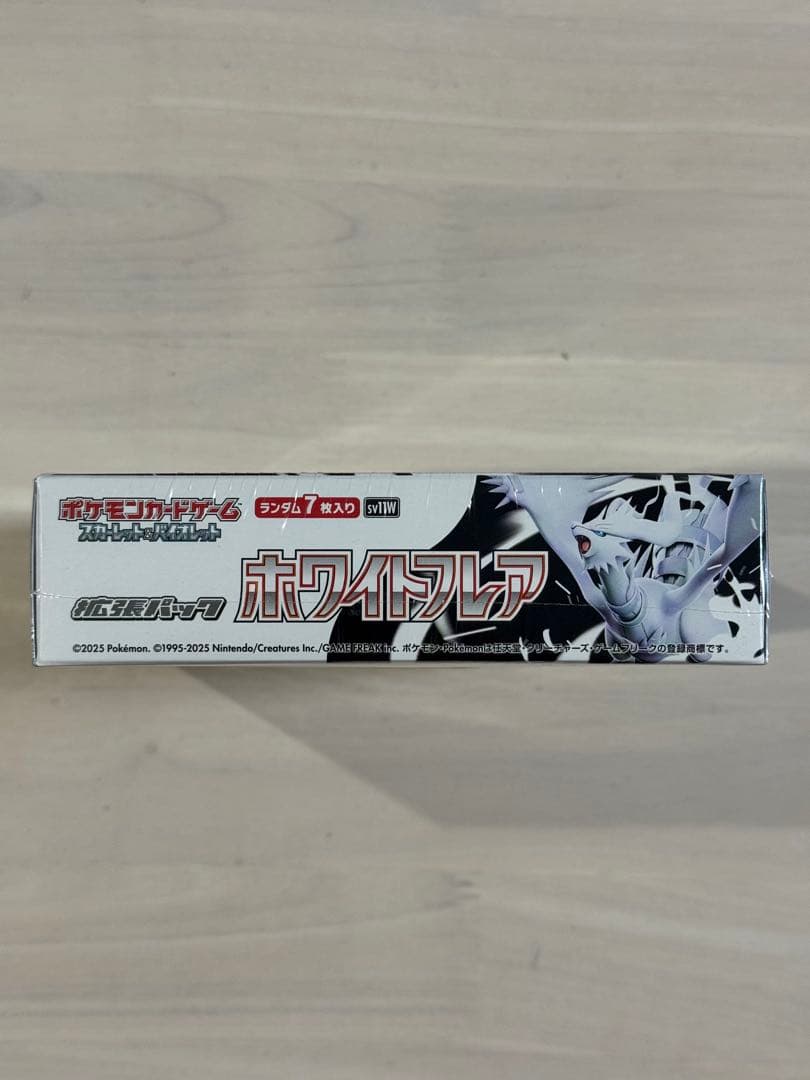 ポケモンカードゲーム
スカーレット&バイオレット
ランダム7枚入り
SV11W
拡張パック
ホワイトフレア
©2025 Pokémon. ©1995-2025 Nintendo/Creatures Inc./GAME FREAK inc. ポケモン・Pokémonは任天堂・クリーチャーズ・ゲームフリークの登録商標です。